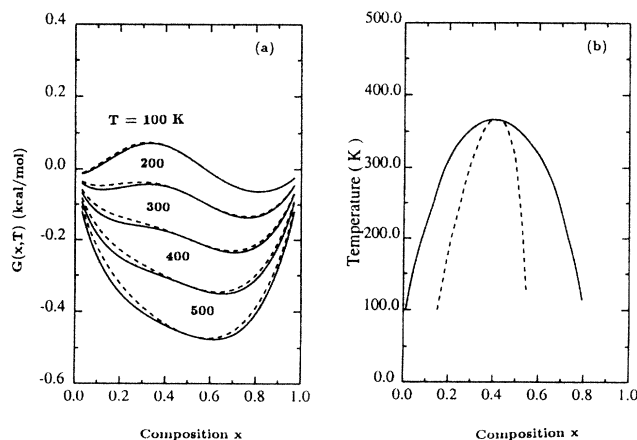 (a)
0.4
0.2
0.0
-0.2
-0.4
-0.6
G(x,T) (kcal/mol)
T = 100 K
200
300
400
500
0.0 0.2 0.4 0.6 0.8 1.0
Composition x
(b)
500.0
400.0
300.0
200.0
100.0
0.0
Temperature ( K )
0.0 0.2 0.4 0.6 0.8 1.0
Composition x